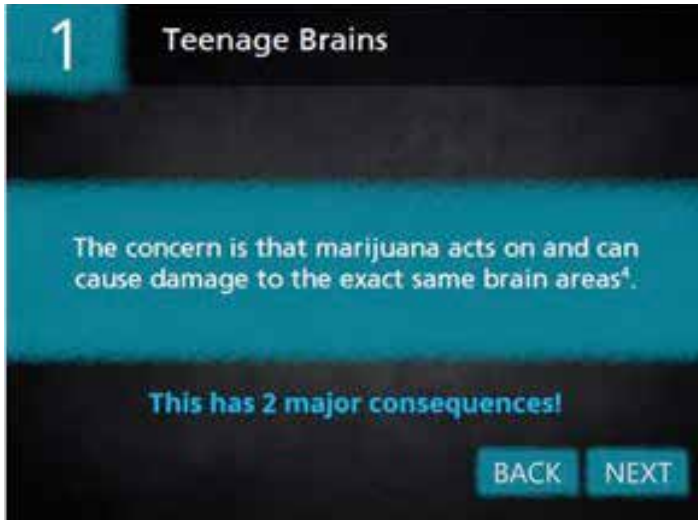 1
Teenage Brains
The concern is that marijuana acts on and can
cause damage to the exact same brain areas⁴.
This has 2 major consequences!
BACK NEXT